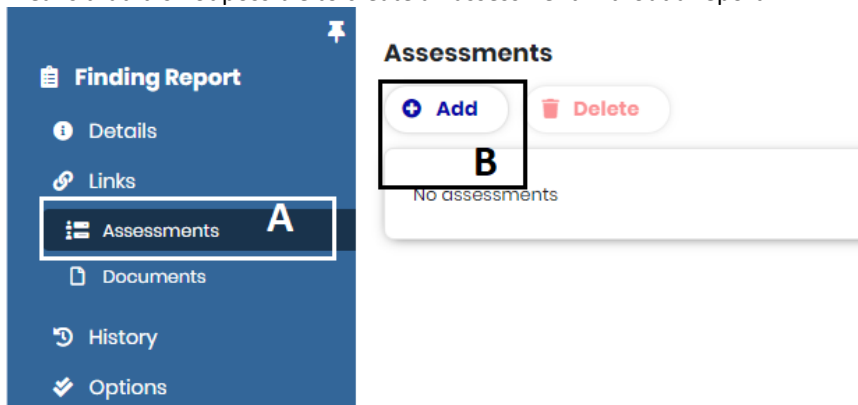 Finding Report
Details
Links
Assessments A
Documents
History
Options
Assessments
Add Delete
B
No assessments